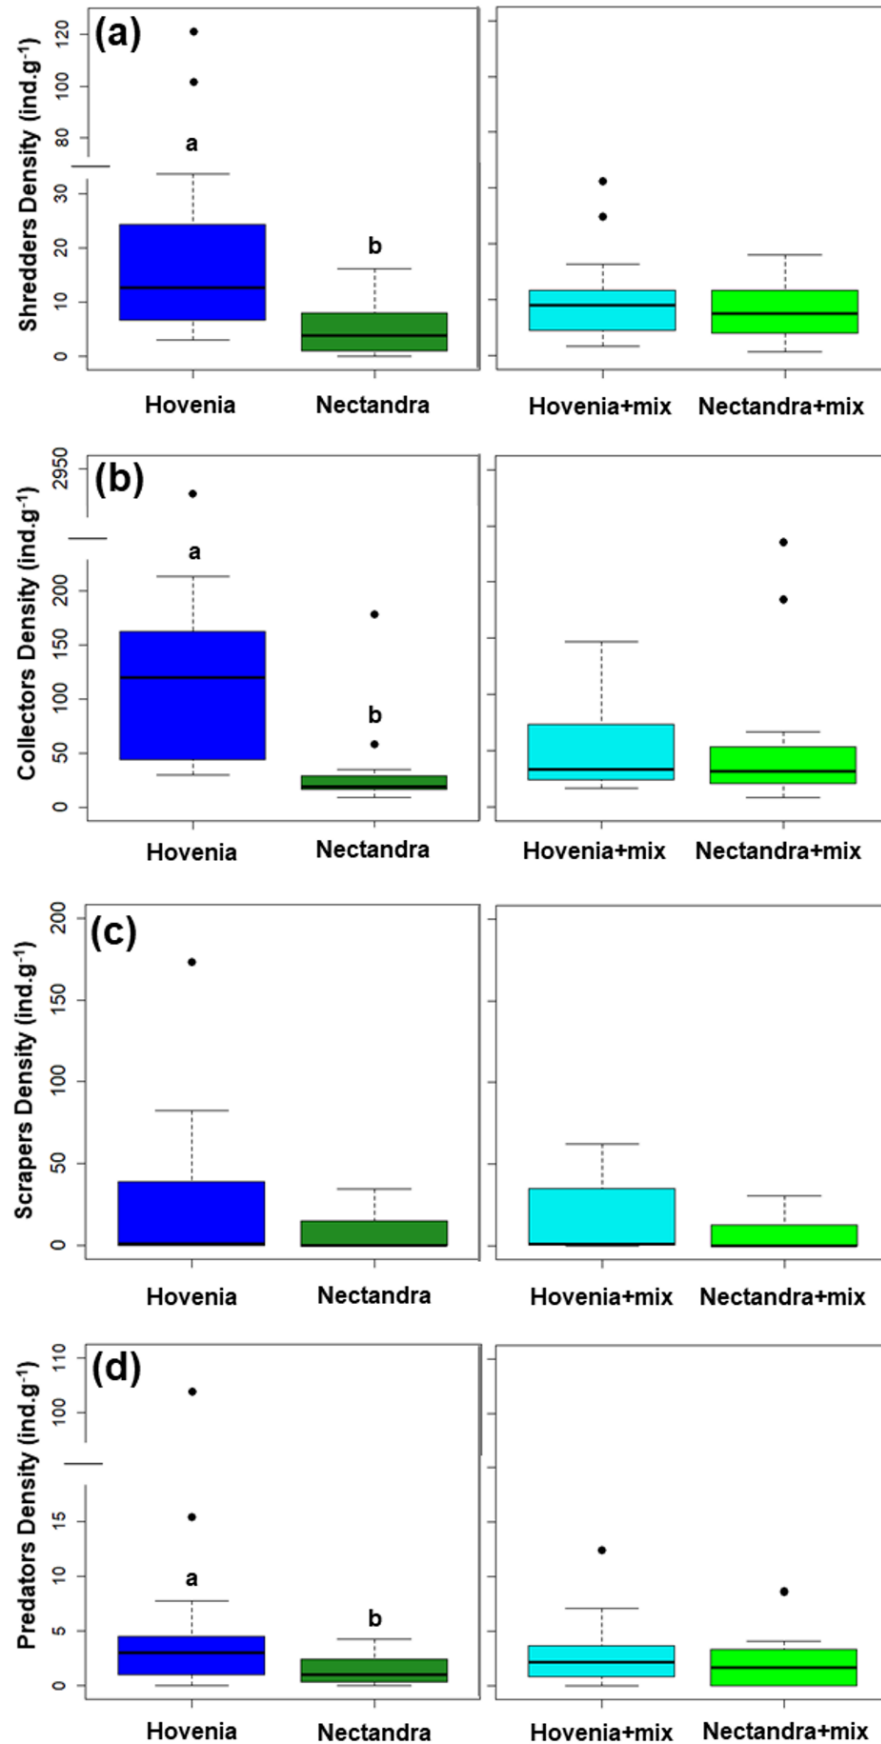 (a)
Shredders Density (ind.g-1)
120
100
80
30
20
10
0
a
b
Hovenia
Nectandra
Hovenia+mix
Nectandra+mix
(b)
Collectors Density (ind.g-1)
2950
200
150
100
50
0
a
b
Hovenia
Nectandra
Hovenia+mix
Nectandra+mix
(c)
Scrapers Density (ind.g-1)
200
150
100
50
0
Hovenia
Nectandra
Hovenia+mix
Nectandra+mix
(d)
Predators Density (ind.g-1)
110
100
15
10
5
0
a
b
Hovenia
Nectandra
Hovenia+mix
Nectandra+mix